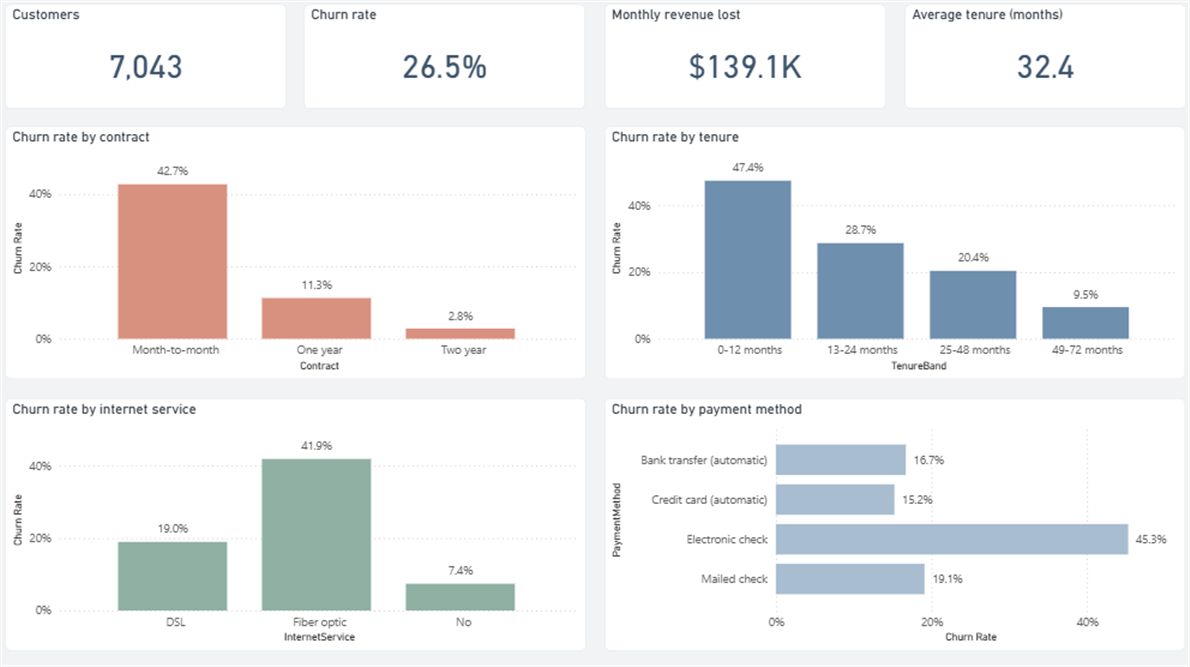 Customers
7,043
Churn rate
26.5%
Monthly revenue lost
$139.1K
Average tenure (months)
32.4
Churn rate by contract
Churn Rate
40%
20%
0%
42.7%
11.3%
2.8%
Month-to-month
One year
Two year
Contract
Churn rate by tenure
Churn Rate
40%
20%
0%
47.4%
28.7%
20.4%
9.5%
0-12 months
13-24 months
25-48 months
49-72 months
TenureBand
Churn rate by internet service
Churn Rate
40%
20%
0%
19.0%
41.9%
7.4%
DSL
Fiber optic
No
InternetService
Churn rate by payment method
PaymentMethod
Bank transfer (automatic)
16.7%
Credit card (automatic)
15.2%
Electronic check
45.3%
Mailed check
19.1%
0%
20%
40%
Churn Rate